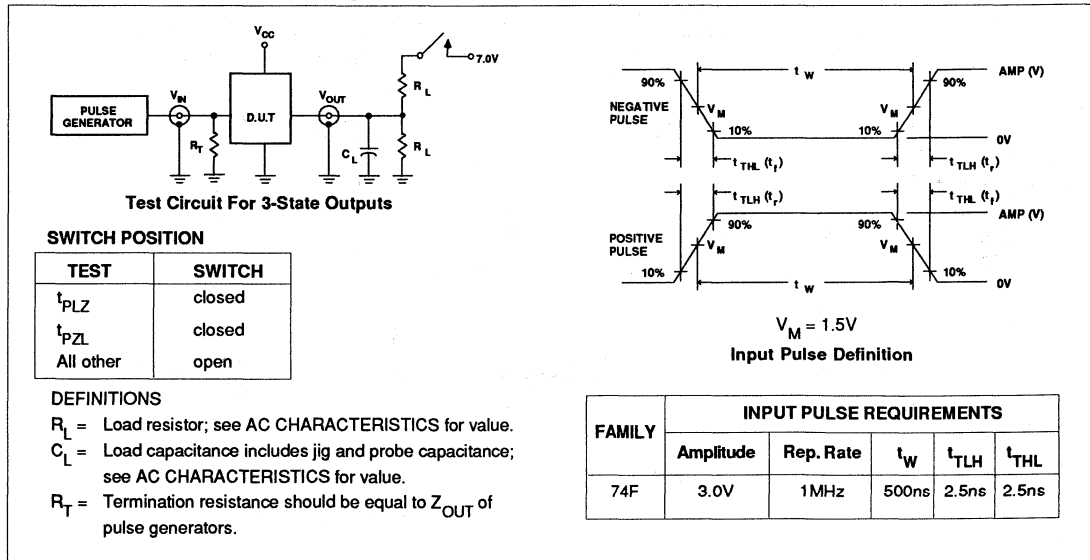 VCC
7.0V
RL
VIN
VOUT
PULSE GENERATOR
D.U.T
RT
CL
RL
Test Circuit For 3-State Outputs
SWITCH POSITION
TEST SWITCH
tPLZ closed
tPZL closed
All other open
DEFINITIONS
RL = Load resistor; see AC CHARACTERISTICS for value.
CL = Load capacitance includes jig and probe capacitance;
see AC CHARACTERISTICS for value.
RT = Termination resistance should be equal to ZOUT of
pulse generators.
tW AMP (V)
90% 90%
NEGATIVE PULSE
VM VM
10% 10%
0V
tTHL (tf) tTLH (tr)
tTLH (tr) tTHL (tf)
AMP (V)
90% 90%
POSITIVE PULSE
VM VM
10% 10%
tW
0V
VM = 1.5V
Input Pulse Definition
FAMILY INPUT PULSE REQUIREMENTS
Amplitude Rep. Rate tW tTLH tTHL
74F 3.0V 1MHz 500ns 2.5ns 2.5ns